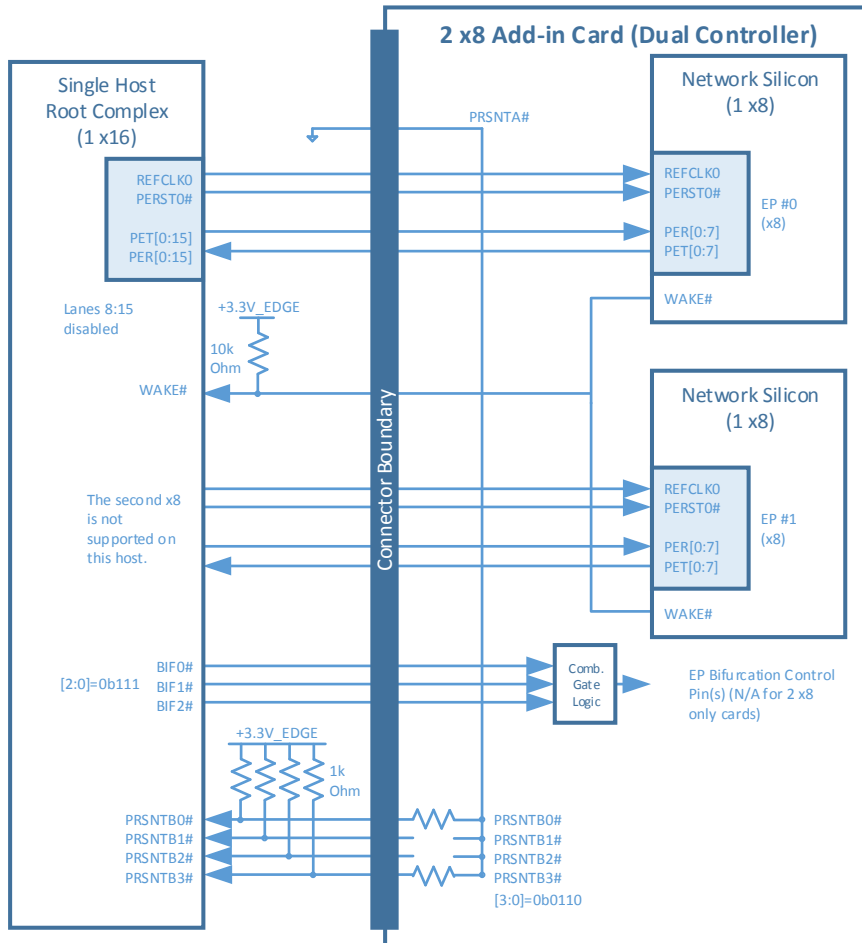 2 x8 Add-in Card (Dual Controller)
Single Host
Root Complex
(1 x16)
Network Silicon
(1 x8)
PRSNTA#
REFCLK0
PERST0#
PET[0:15]
PER[0:15]
REFCLK0
PERST0#
PER[0:7]
PET[0:7]
EP #0
(x8)
WAKE#
Lanes 8:15
disabled
+3.3V_EDGE
10k
Ohm
WAKE#
Connector Boundary
Network Silicon
(1 x8)
The second x8
is not
supported on
this host.
REFCLK0
PERST0#
PER[0:7]
PET[0:7]
EP #1
(x8)
WAKE#
BIF0#
BIF1#
BIF2#
[2:0]=0b111
Comb.
Gate
Logic
EP Bifurcation Control
Pin(s) (N/A for 2 x8
only cards)
+3.3V_EDGE
1k
Ohm
PRSNTB0#
PRSNTB1#
PRSNTB2#
PRSNTB3#
PRSNTB0#
PRSNTB1#
PRSNTB2#
PRSNTB3#
[3:0]=0b0110